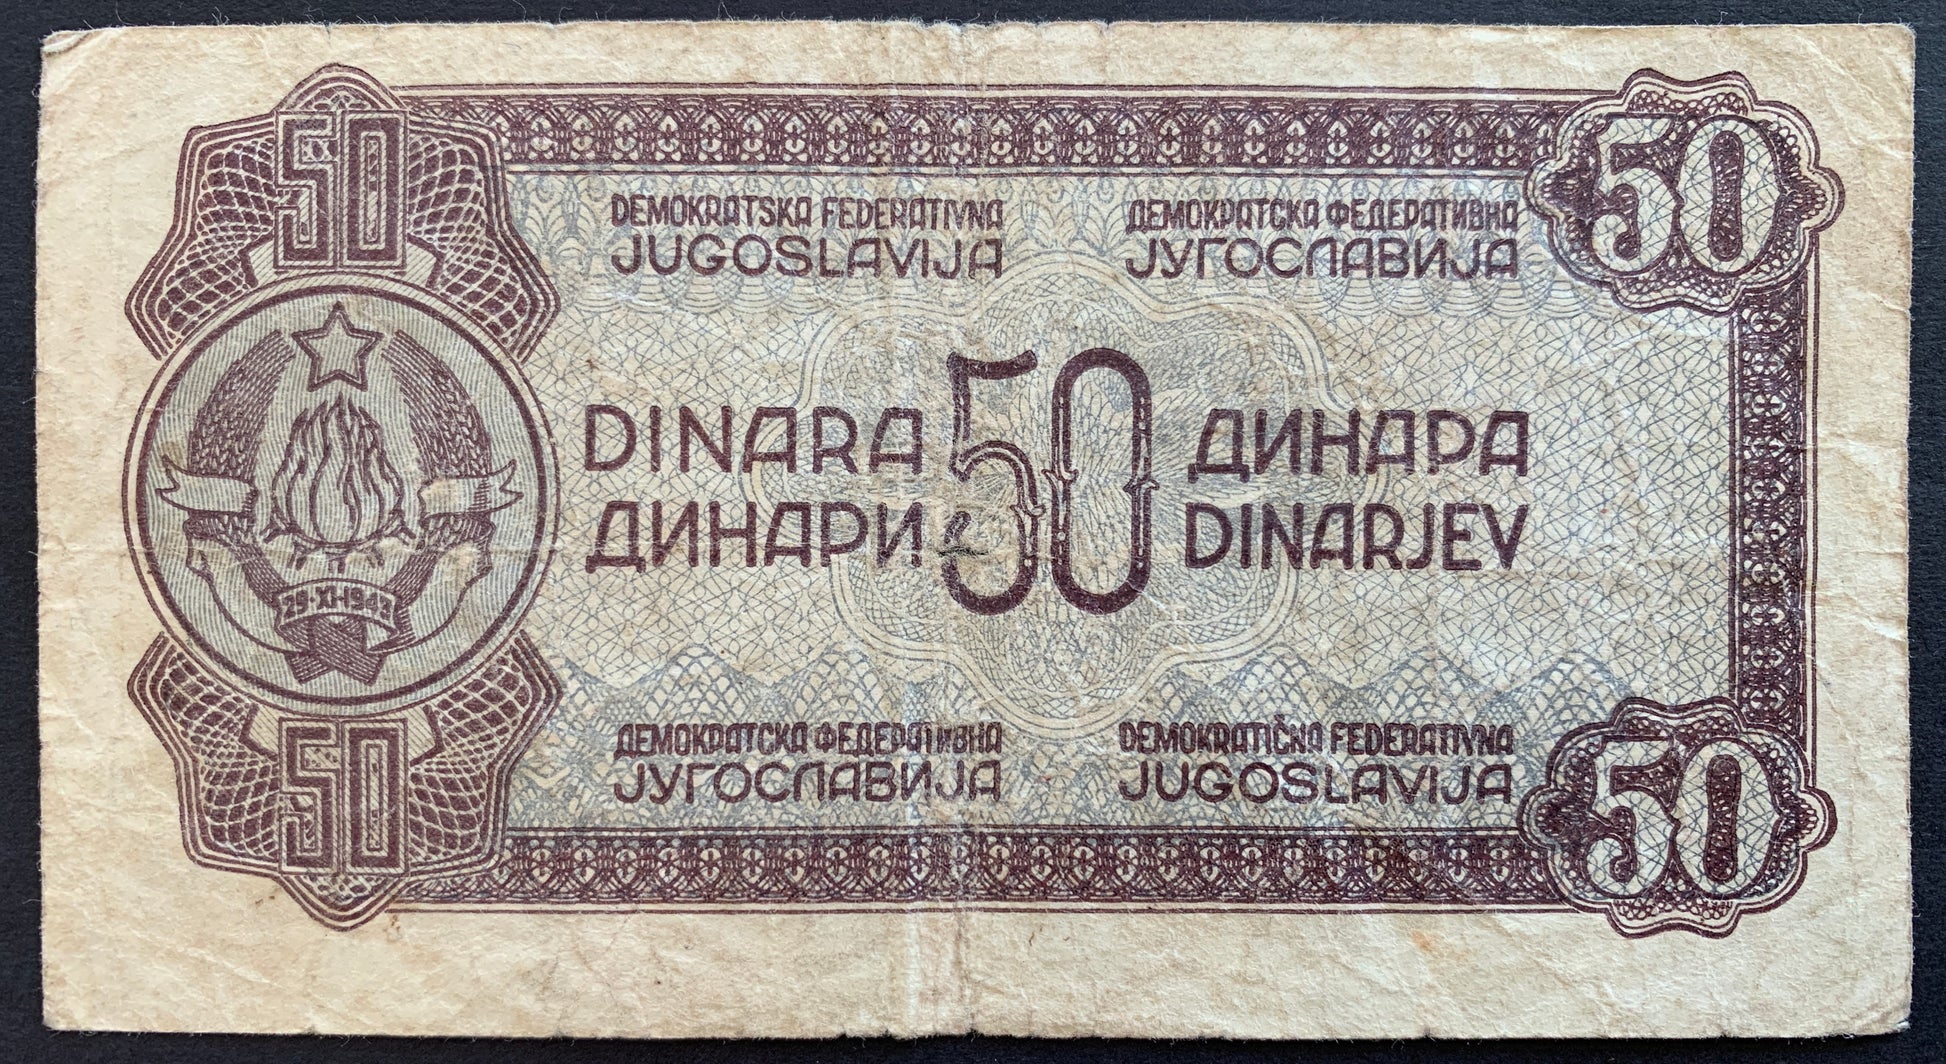 50
50
DEMOKRATSKA FEDERATIVNA
JUGOSLAVIJA
ДЕМОКРАТСКА ФЕДЕРАТИВНА
ЈУГОСЛАВИЈА
DINARA 50 ДИНАРА
ДИНАРИ DINARJEV
29·XI·1943
ДЕМОКРАТСКА ФЕДЕРАТИВНА
ЈУГОСЛАВИЈА
DEMOKRATIČNA FEDERATIVNA
JUGOSLAVIJA
50
50